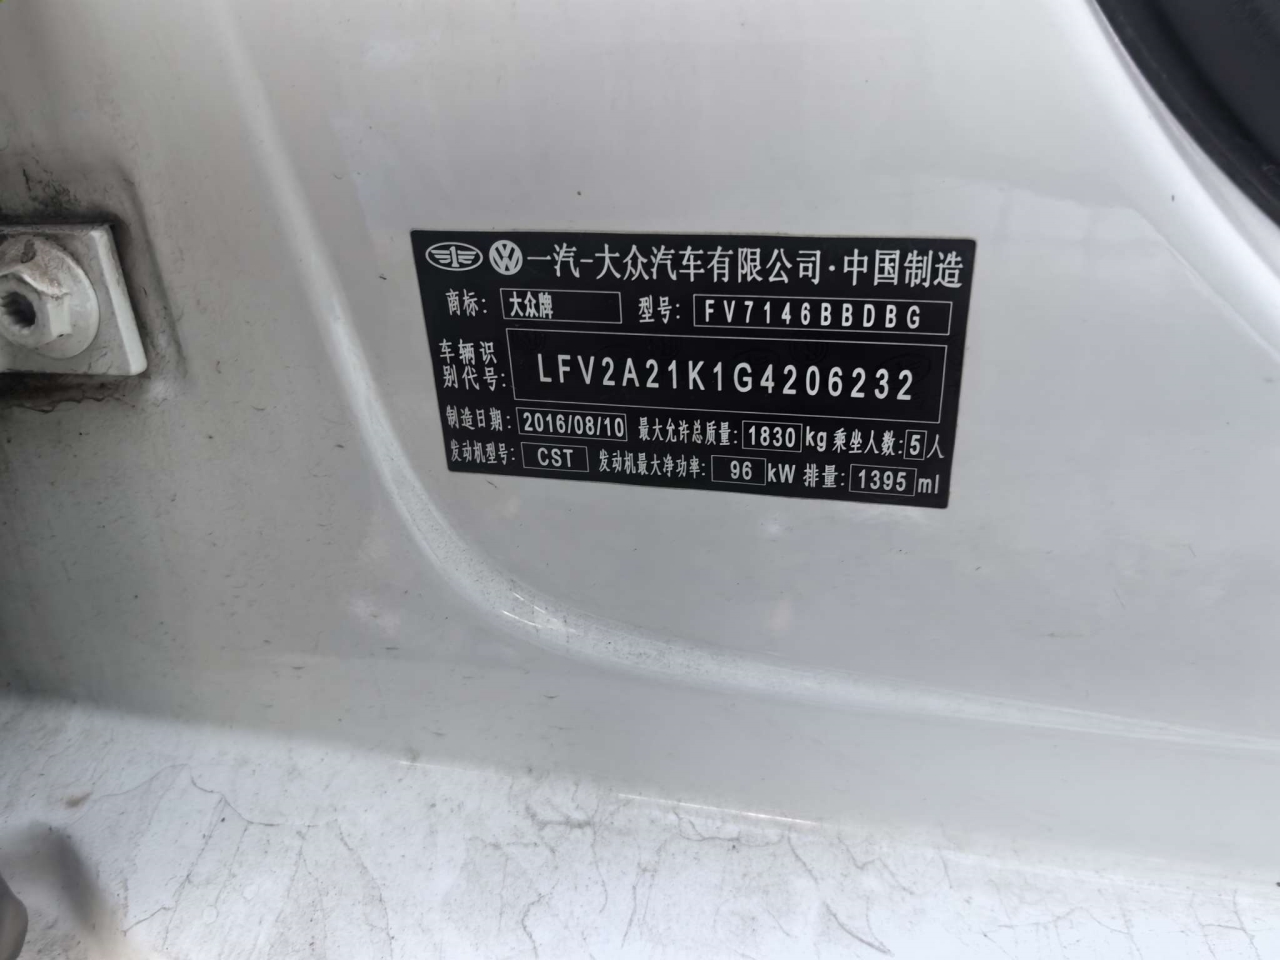 一汽-大众汽车有限公司·中国制造
商标: 大众牌 型号: FV7146BBDBG
车辆识别代号: LFV2A21K1G4206232
制造日期: 2016/08/10 最大允许总质量: 1830 kg 乘坐人数: 5 人
发动机型号: CST 发动机最大净功率: 96 kW 排量: 1395 ml